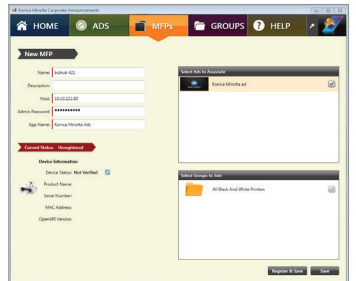 Konica Minolta Corporate Announcements
HOME
ADS
MFPs
GROUPS
HELP
New MFP
Name: bizhub 421
Description:
Host: 10.10.221.60
Admin Password: **********
App Name: Konica Minolta Ads
Current Status: Unregistered
Device Information
Device Status: Not Verified
Product Name:
Serial Number:
MAC Address:
OpenAPI Version:
Select Ads to Associate
Konica Minolta ad
Select Groups to Join
All Black And White Printers
Register & Save
Save